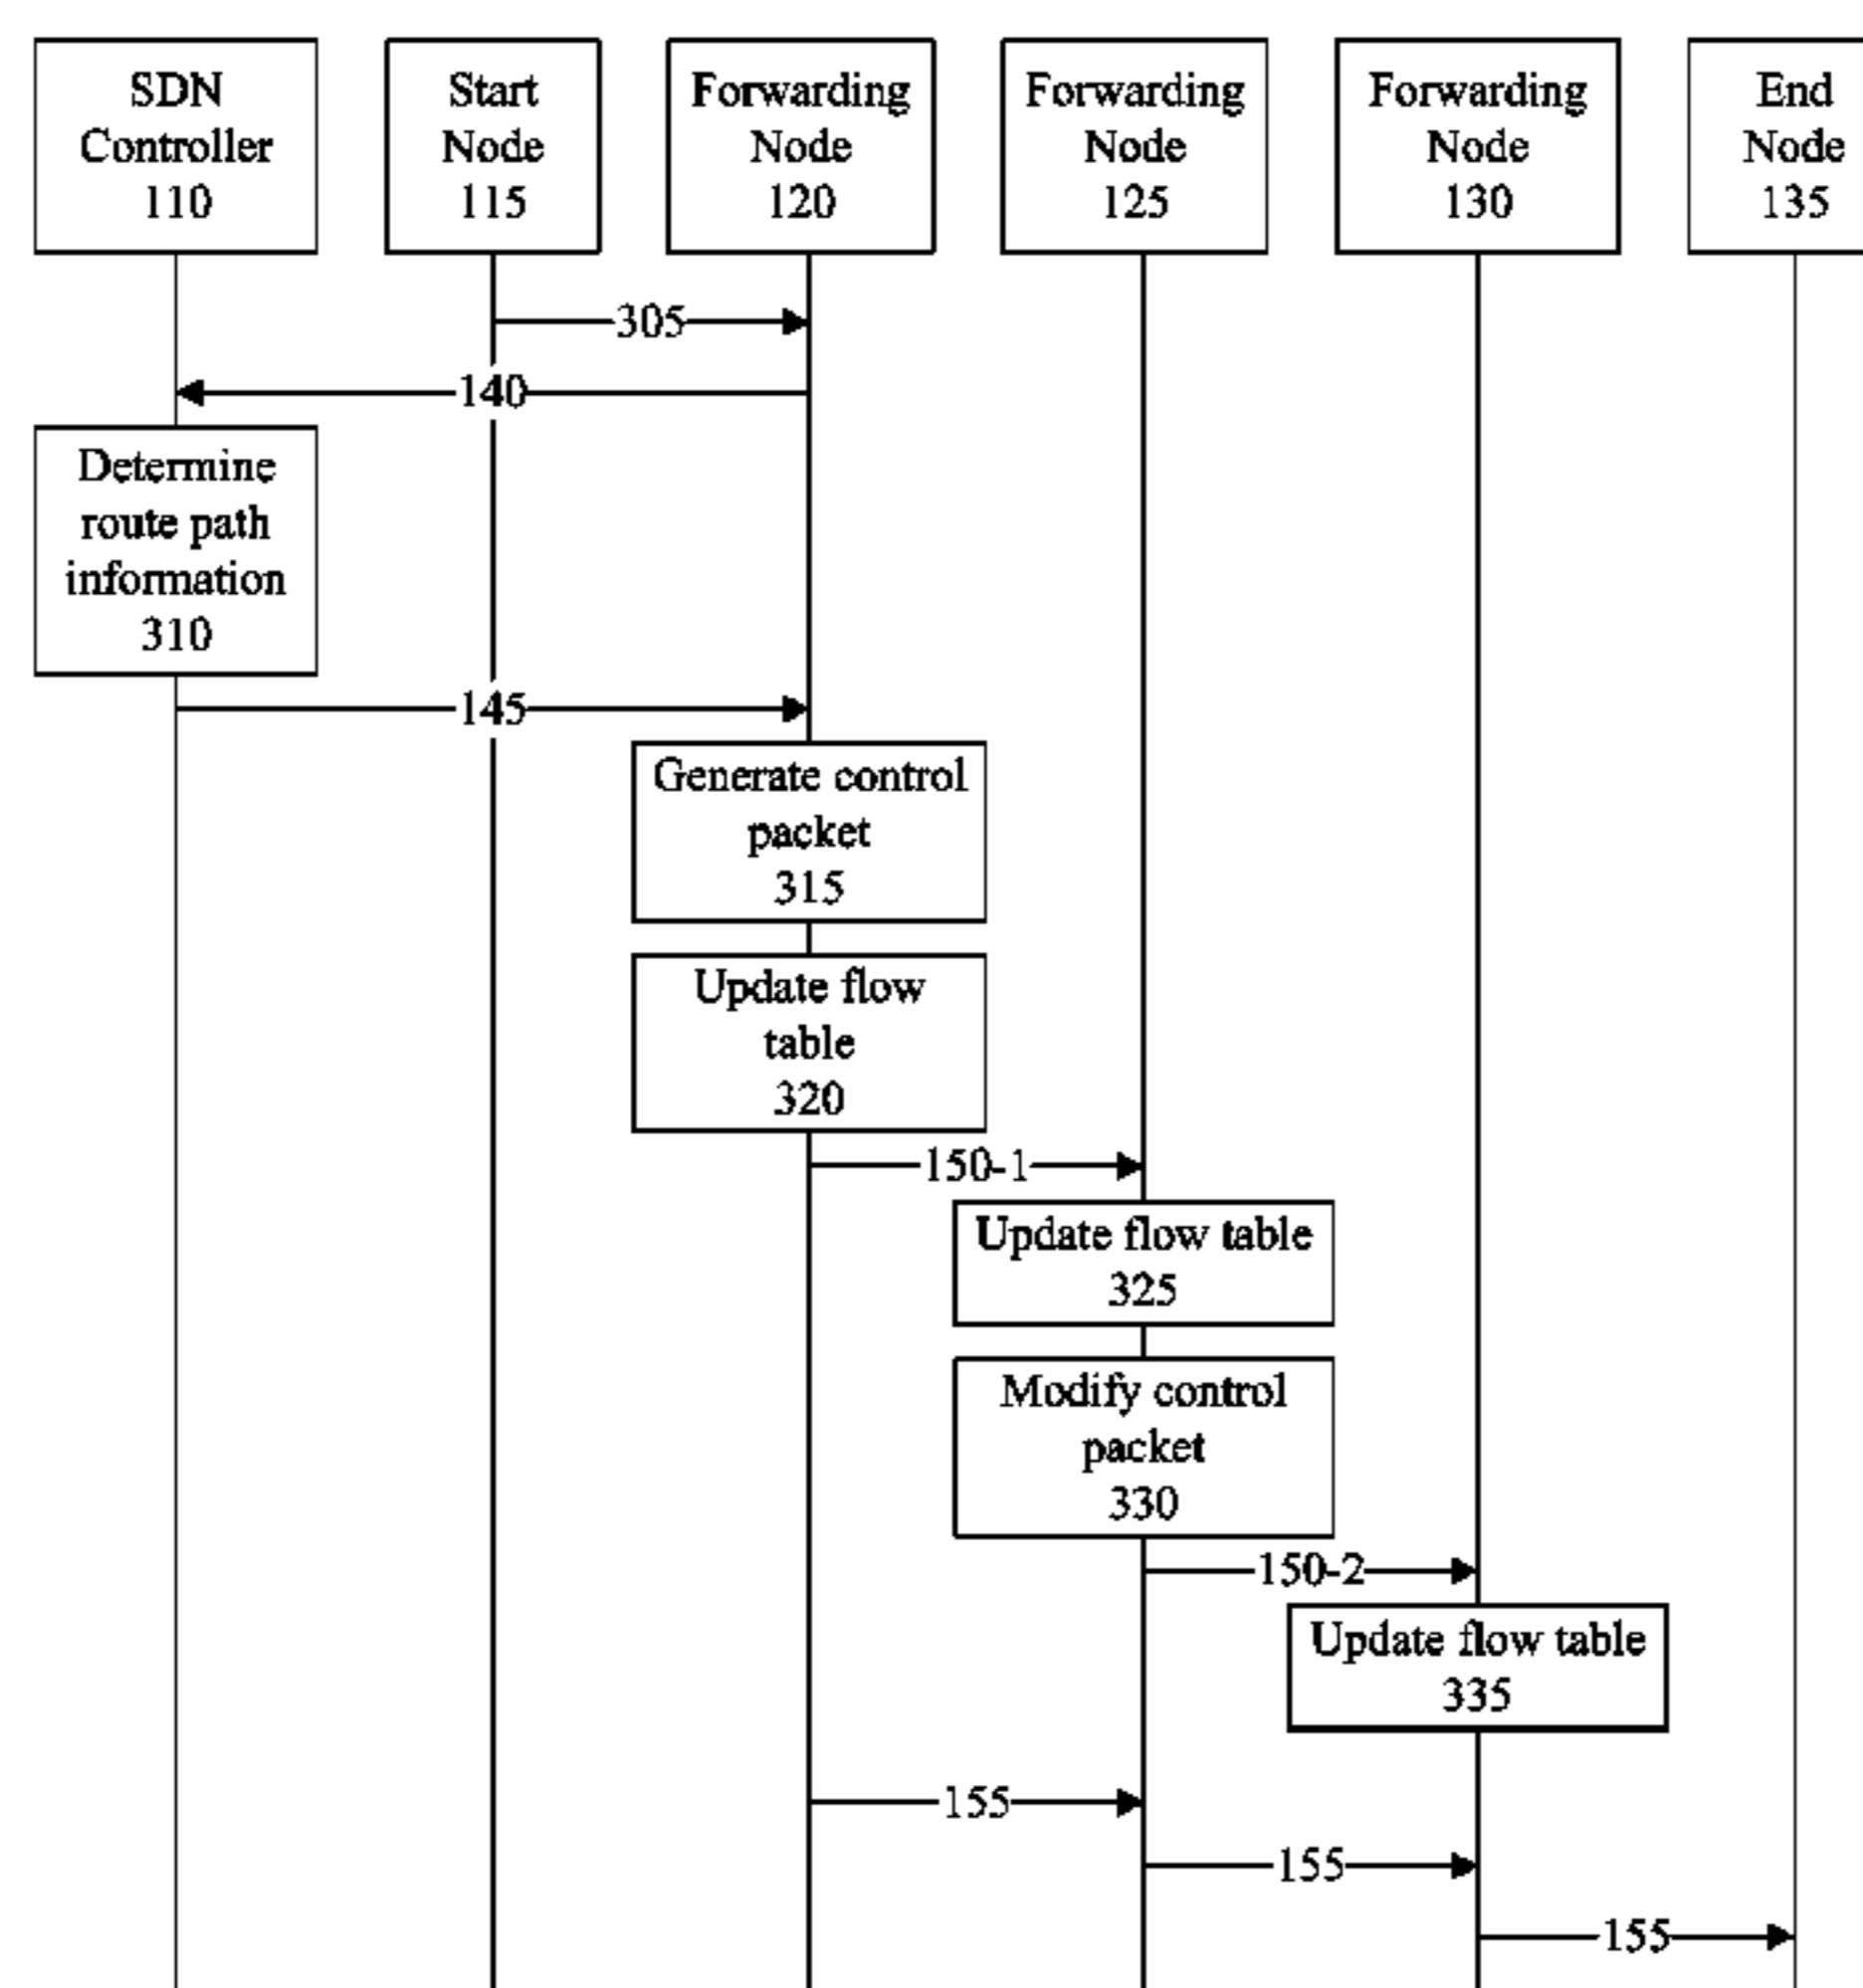 SDN
Controller
110
Start
Node
115
Forwarding
Node
120
Forwarding
Node
125
Forwarding
Node
130
End
Node
135
305
140
Determine
route path
information
310
145
Generate control
packet
315
Update flow
table
320
150-1
Update flow table
325
Modify control
packet
330
150-2
Update flow table
335
155
155
155